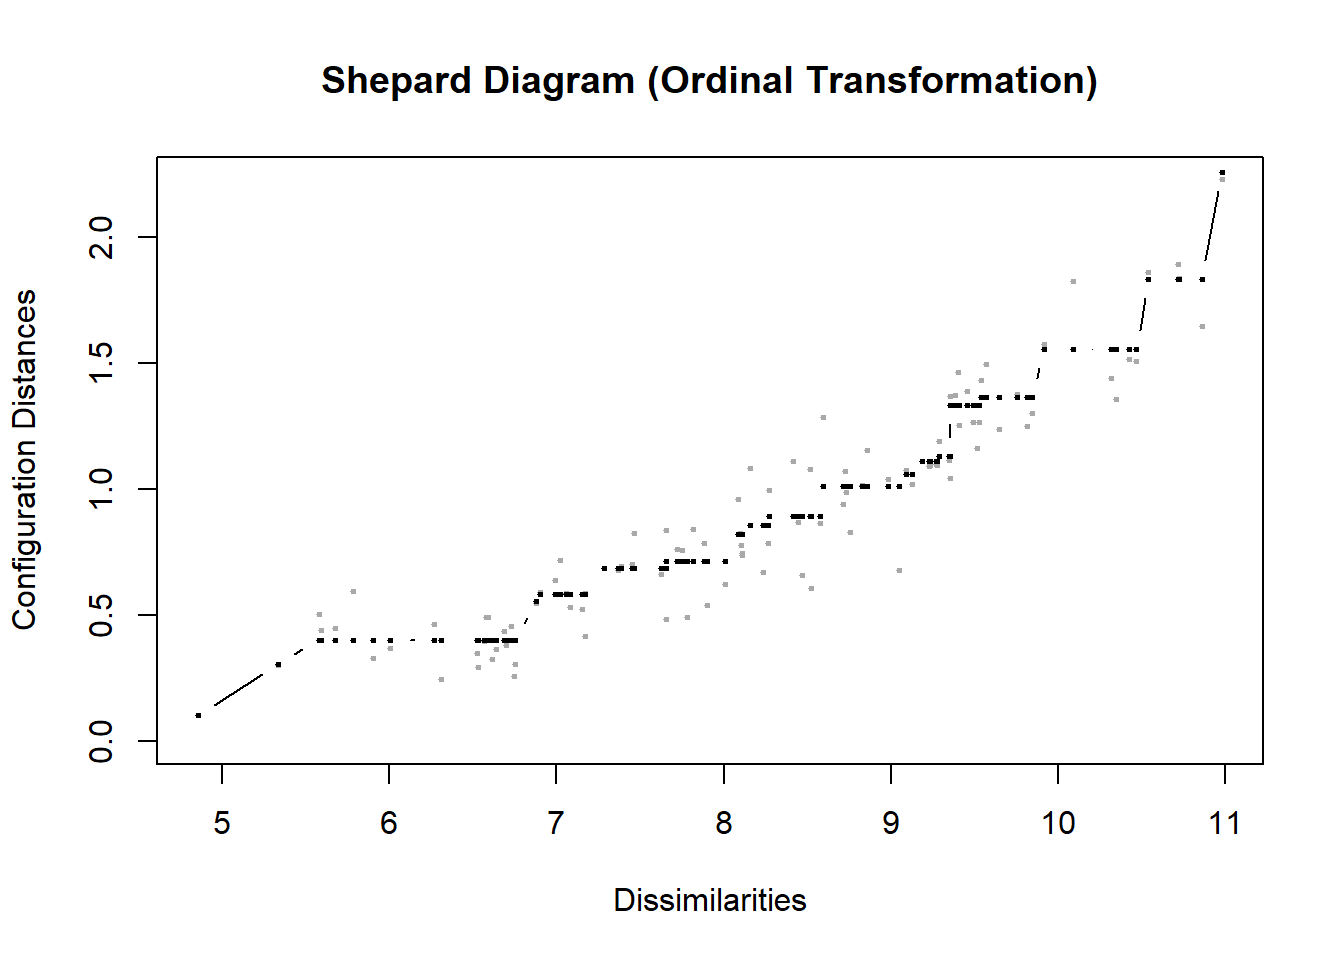 Shepard Diagram (Ordinal Transformation)
Configuration Distances
2.0
1.5
1.0
0.5
0.0
5 6 7 8 9 10 11
Dissimilarities